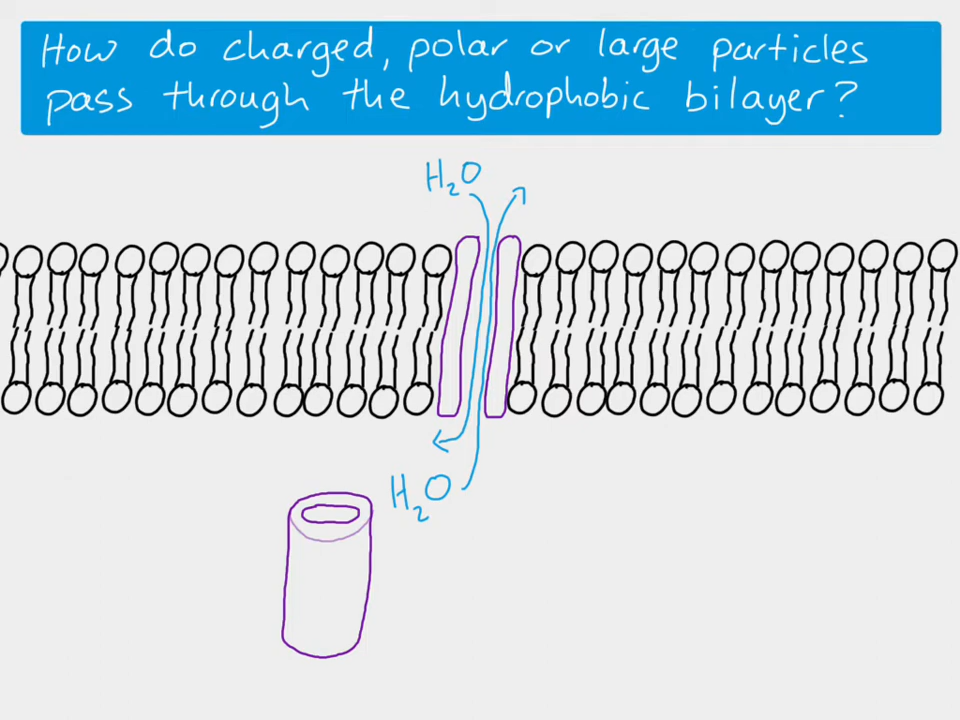 How do charged, polar or large particles
pass through the hydrophobic bilayer?
H₂O
H₂O